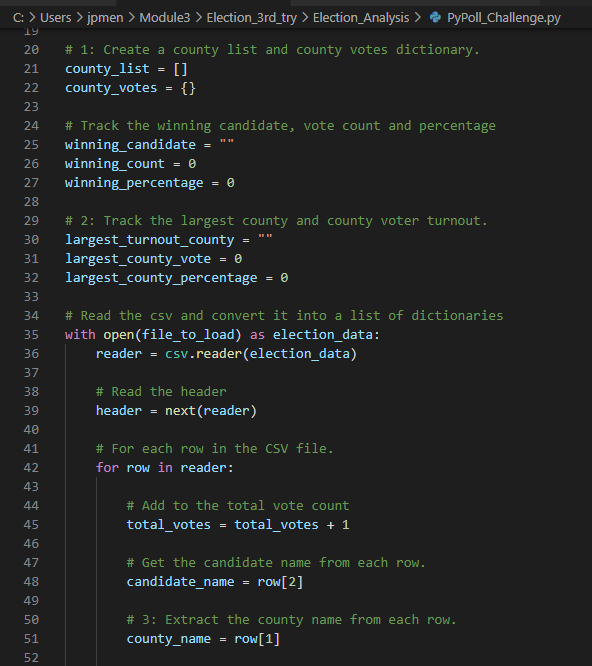 C: > Users > jpmen > Module3 > Election_3rd_try > Election_Analysis > PyPoll_Challenge.py
19
20 # 1: Create a county list and county votes dictionary.
21 county_list = []
22 county_votes = {}
23
24 # Track the winning candidate, vote count and percentage
25 winning_candidate = ""
26 winning_count = 0
27 winning_percentage = 0
28
29 # 2: Track the largest county and county voter turnout.
30 largest_turnout_county = ""
31 largest_county_vote = 0
32 largest_county_percentage = 0
33
34 # Read the csv and convert it into a list of dictionaries
35 with open(file_to_load) as election_data:
36     reader = csv.reader(election_data)
37
38     # Read the header
39     header = next(reader)
40
41     # For each row in the CSV file.
42     for row in reader:
43
44         # Add to the total vote count
45         total_votes = total_votes + 1
46
47         # Get the candidate name from each row.
48         candidate_name = row[2]
49
50         # 3: Extract the county name from each row.
51         county_name = row[1]
52